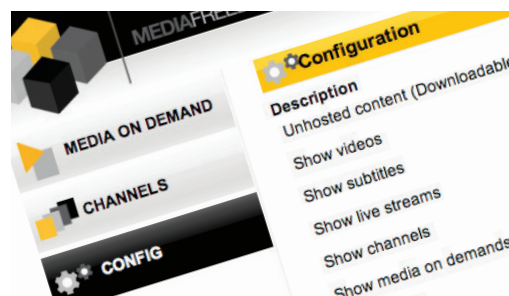 MEDIA
MEDIA ON DEMAND
CHANNELS
CONFIG
Configuration
Description
Unhosted content (Downloadable
Show videos
Show subtitles
Show live streams
Show channels
Show media on demands